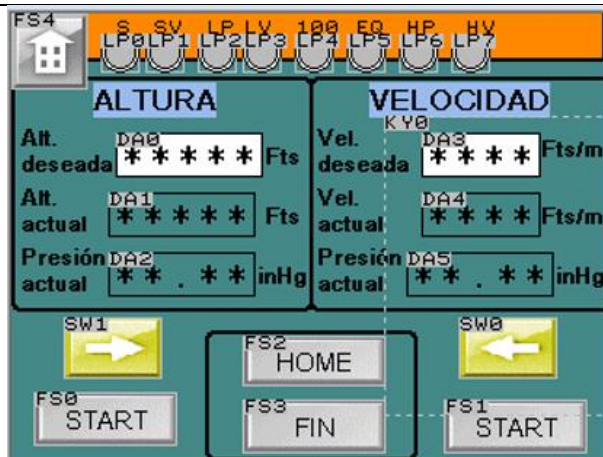 FS4
S SV LP LV 100 EQ HP HV
LP0 LP1 LP2 LP3 LP4 LP5 LP6 LP7
ALTURA
Alt. deseada DA0 ***** Fts
Alt. actual DA1 ***** Fts
Presión actual DA2 **.** inHg
VELOCIDAD
KY0
Vel. deseada DA3 **** Fts/m
Vel. actual DA4 **** Fts/m
Presión actual DA5 **.** inHg
SW1
SW0
FS2
HOME
FS0
START
FS3
FIN
FS1
START